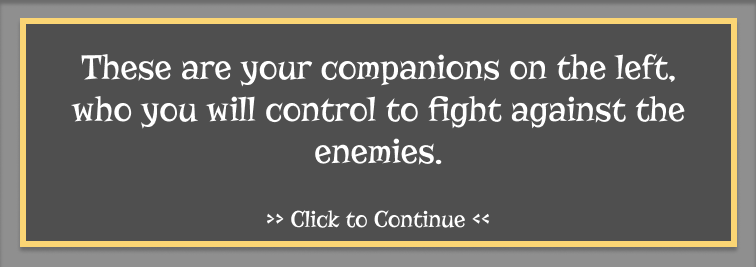 These are your companions on the left,
who you will control to fight against the
enemies.
>> Click to Continue <<